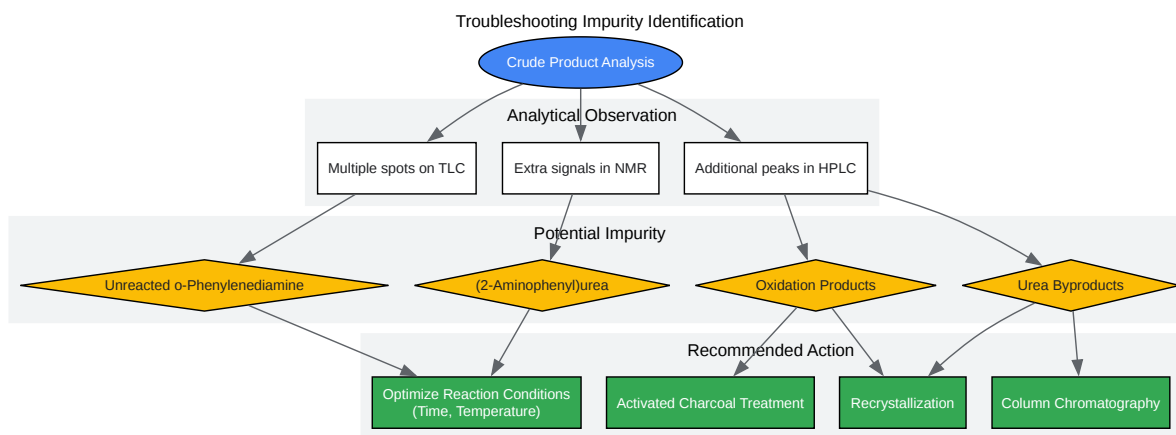 Troubleshooting Impurity Identification
Crude Product Analysis
Analytical Observation
Multiple spots on TLC
Extra signals in NMR
Additional peaks in HPLC
Potential Impurity
Unreacted o-Phenylenediamine
(2-Aminophenyl)urea
Oxidation Products
Urea Byproducts
Recommended Action
Optimize Reaction Conditions
(Time, Temperature)
Activated Charcoal Treatment
Recrystallization
Column Chromatography